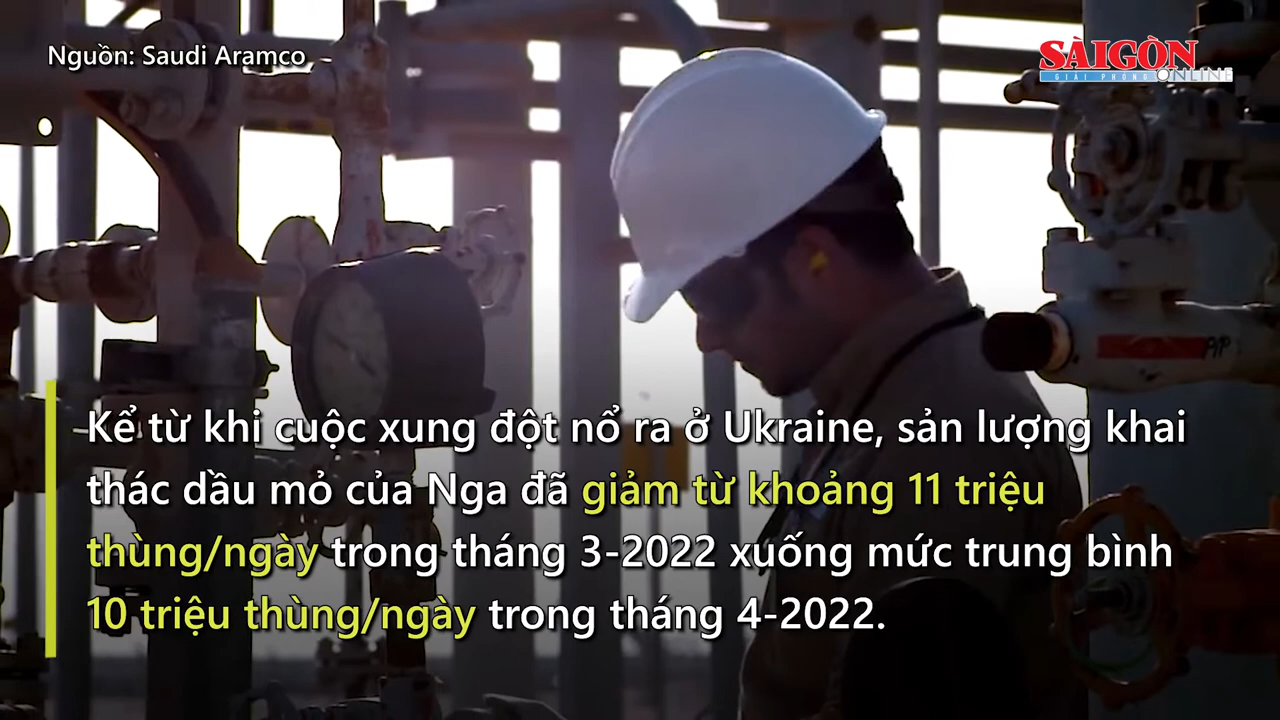 Nguồn: Saudi Aramco
SÀIGÒN
GIẢI PHÓNG ONLINE
Kể từ khi cuộc xung đột nổ ra ở Ukraine, sản lượng khai
thác dầu mỏ của Nga đã giảm từ khoảng 11 triệu
thùng/ngày trong tháng 3-2022 xuống mức trung bình
10 triệu thùng/ngày trong tháng 4-2022.